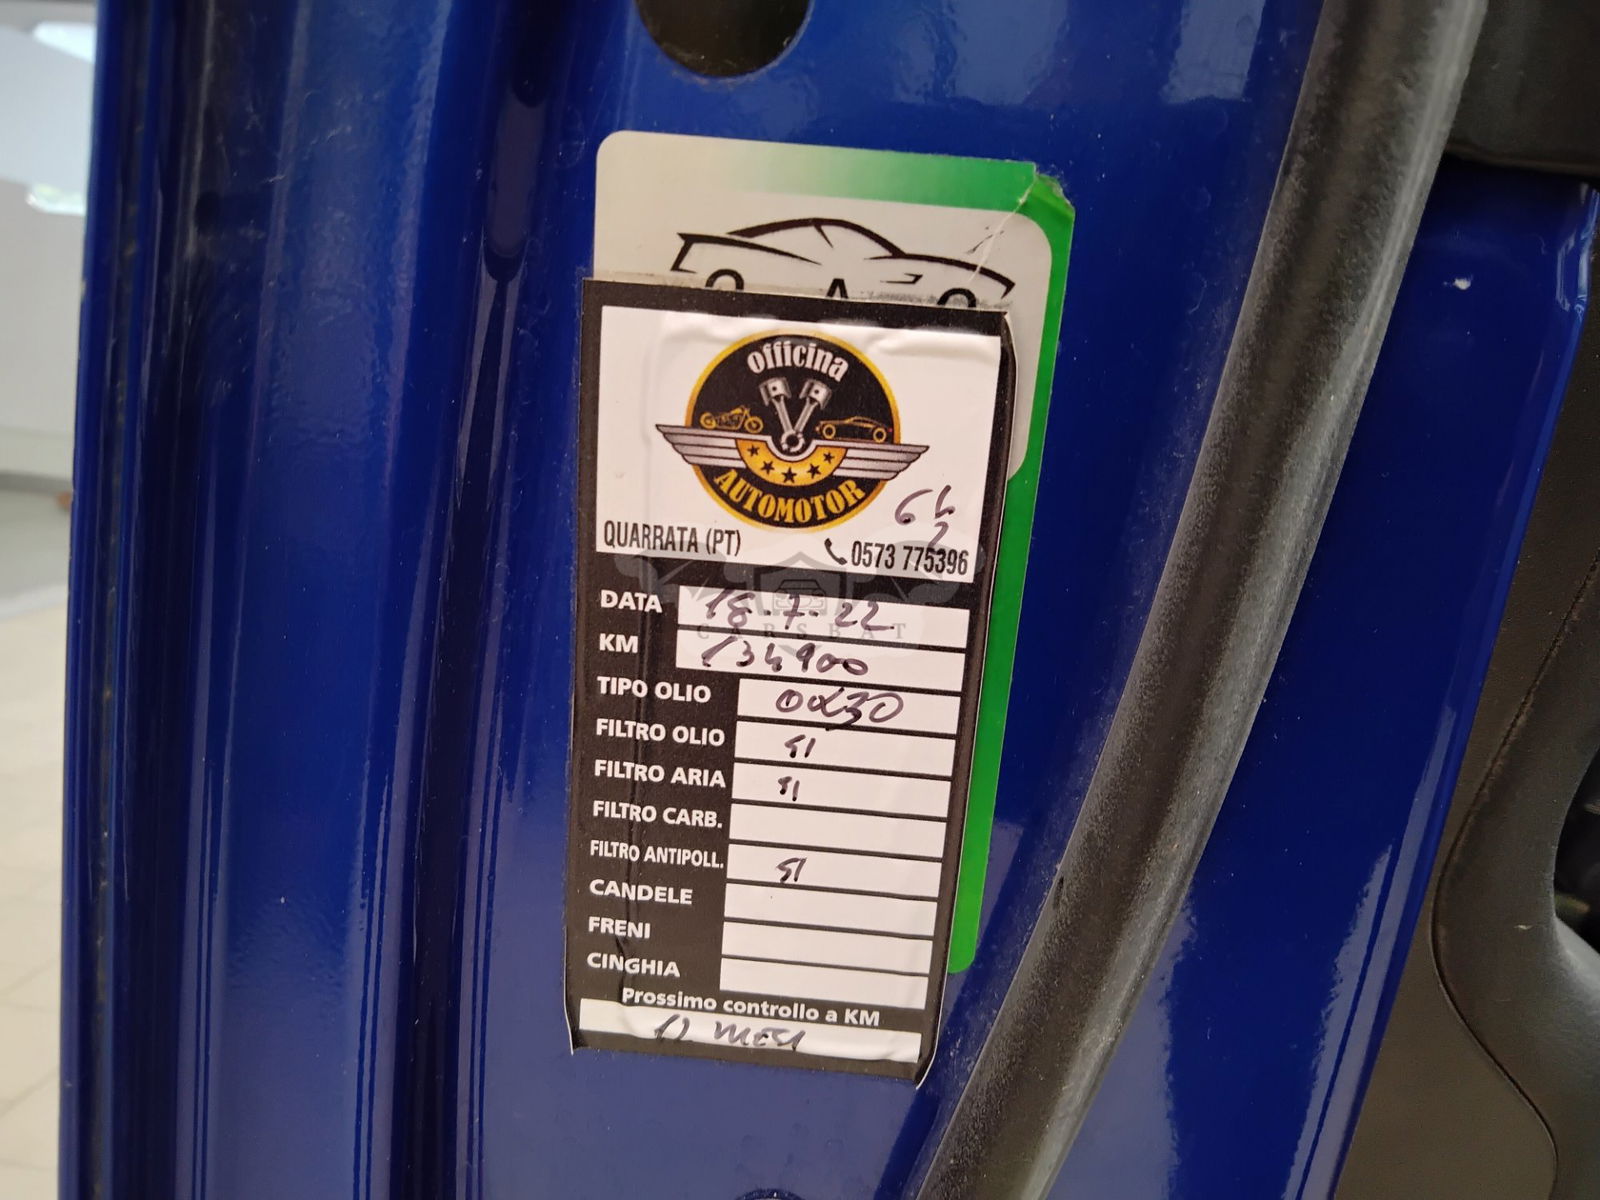 officina
AUTOMOTOR
QUARRATA (PT)
0573 775396
DATA 18-7-22
CARSBAT
KM 134900
TIPO OLIO 0W30
FILTRO OLIO SI
FILTRO ARIA SI
FILTRO CARB.
FILTRO ANTIPOLL. SI
CANDELE
FRENI
CINGHIA
Prossimo controllo a KM
12 MESI